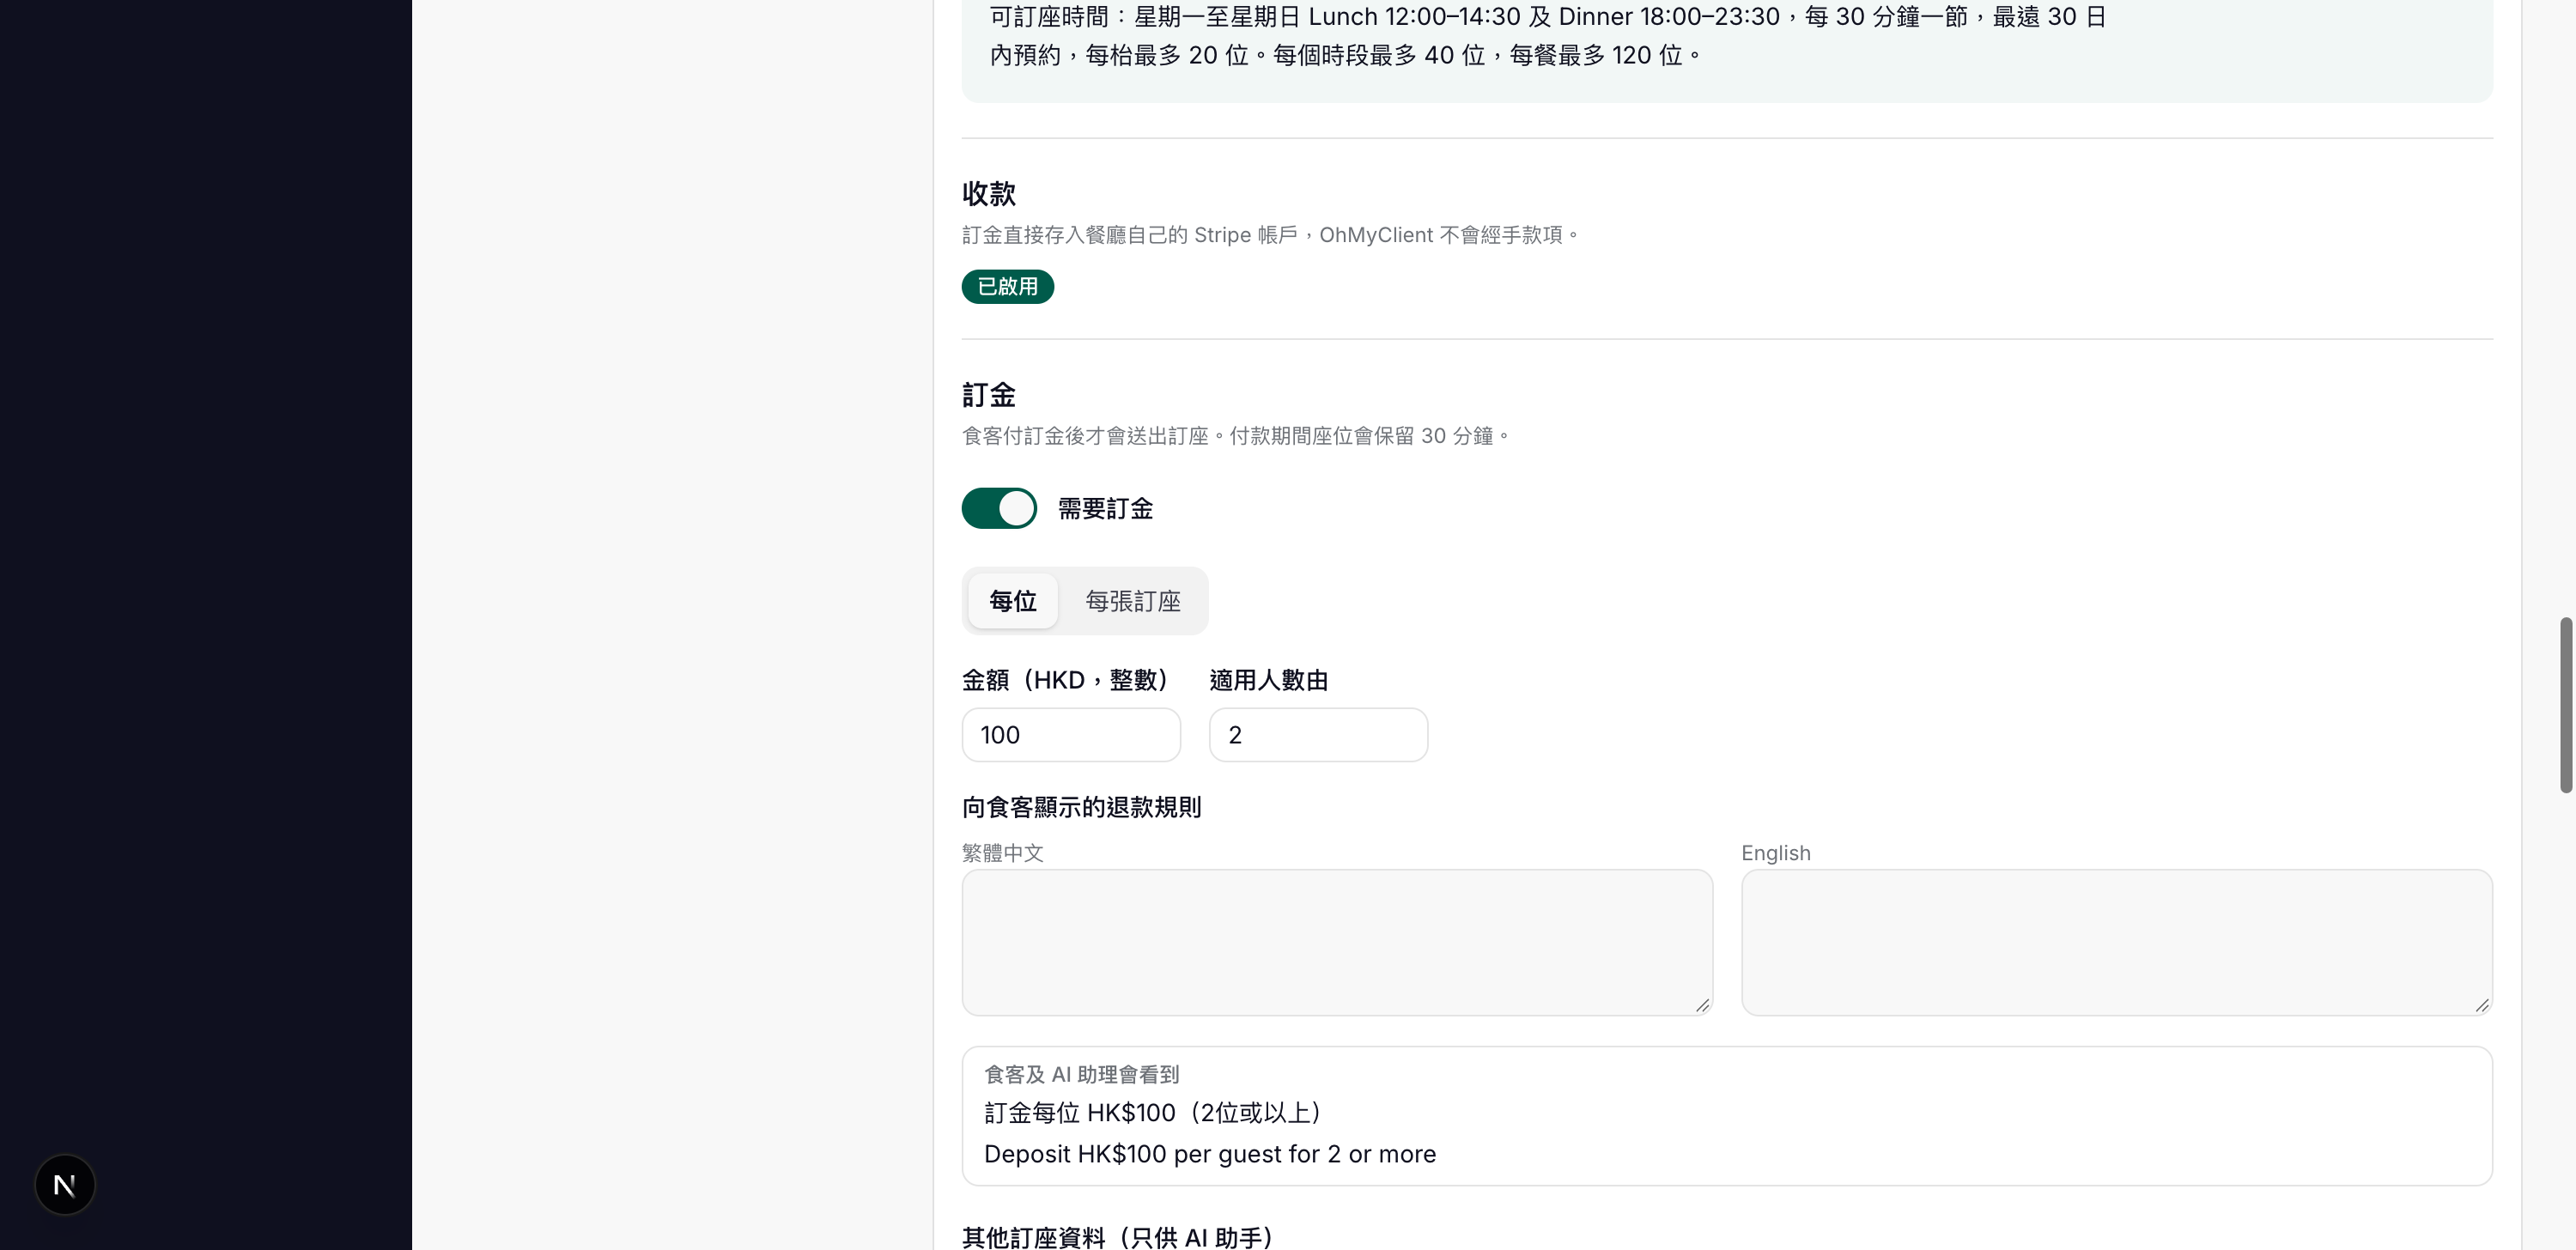 可訂座時間：星期一至星期日 Lunch 12:00–14:30 及 Dinner 18:00–23:30，每 30 分鐘一節，最遠 30 日
內預約，每枱最多 20 位。每個時段最多 40 位，每餐最多 120 位。
收款
訂金直接存入餐廳自己的 Stripe 帳戶，OhMyClient 不會經手款項。
已啟用
訂金
食客付訂金後才會送出訂座。付款期間座位會保留 30 分鐘。
需要訂金
每位 每張訂座
金額（HKD，整數） 適用人數由
100 2
向食客顯示的退款規則
繁體中文 English
食客及 AI 助理會看到
訂金每位 HK$100（2位或以上）
Deposit HK$100 per guest for 2 or more
N
其他訂座資料（只供 AI 助手）